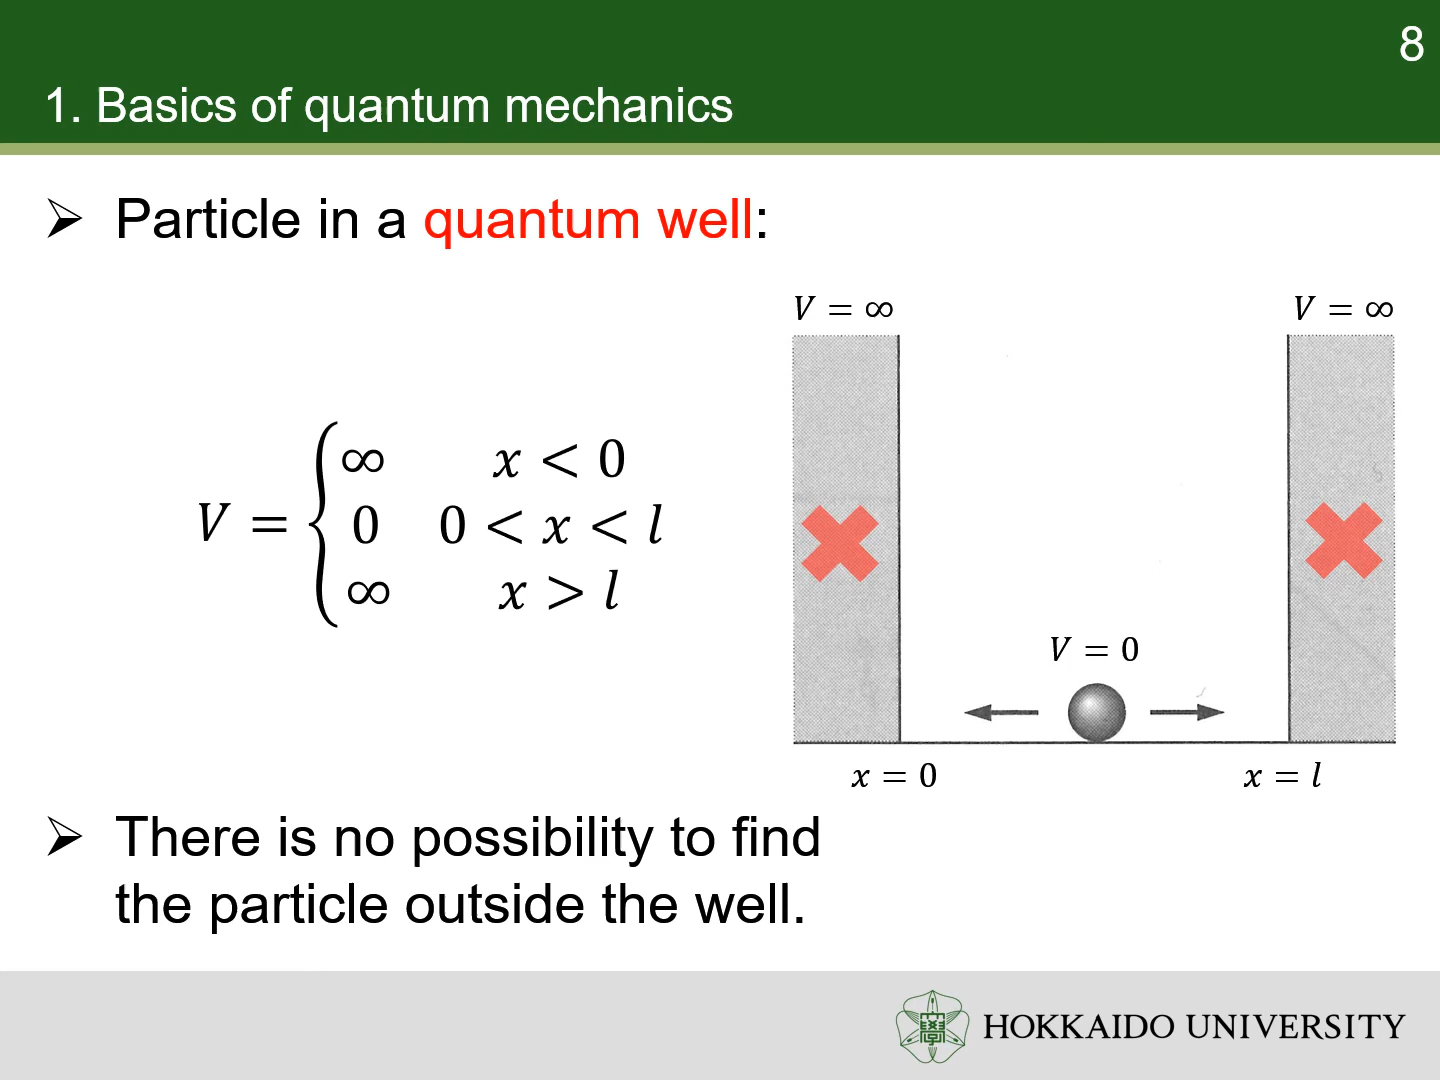 8
1. Basics of quantum mechanics
➢ Particle in a quantum well:
V = ∞
V = ∞
∞ x < 0
V = { 0 0 < x < l
∞ x > l
V = 0
x = 0
x = l
➢ There is no possibility to find
the particle outside the well.
HOKKAIDO UNIVERSITY